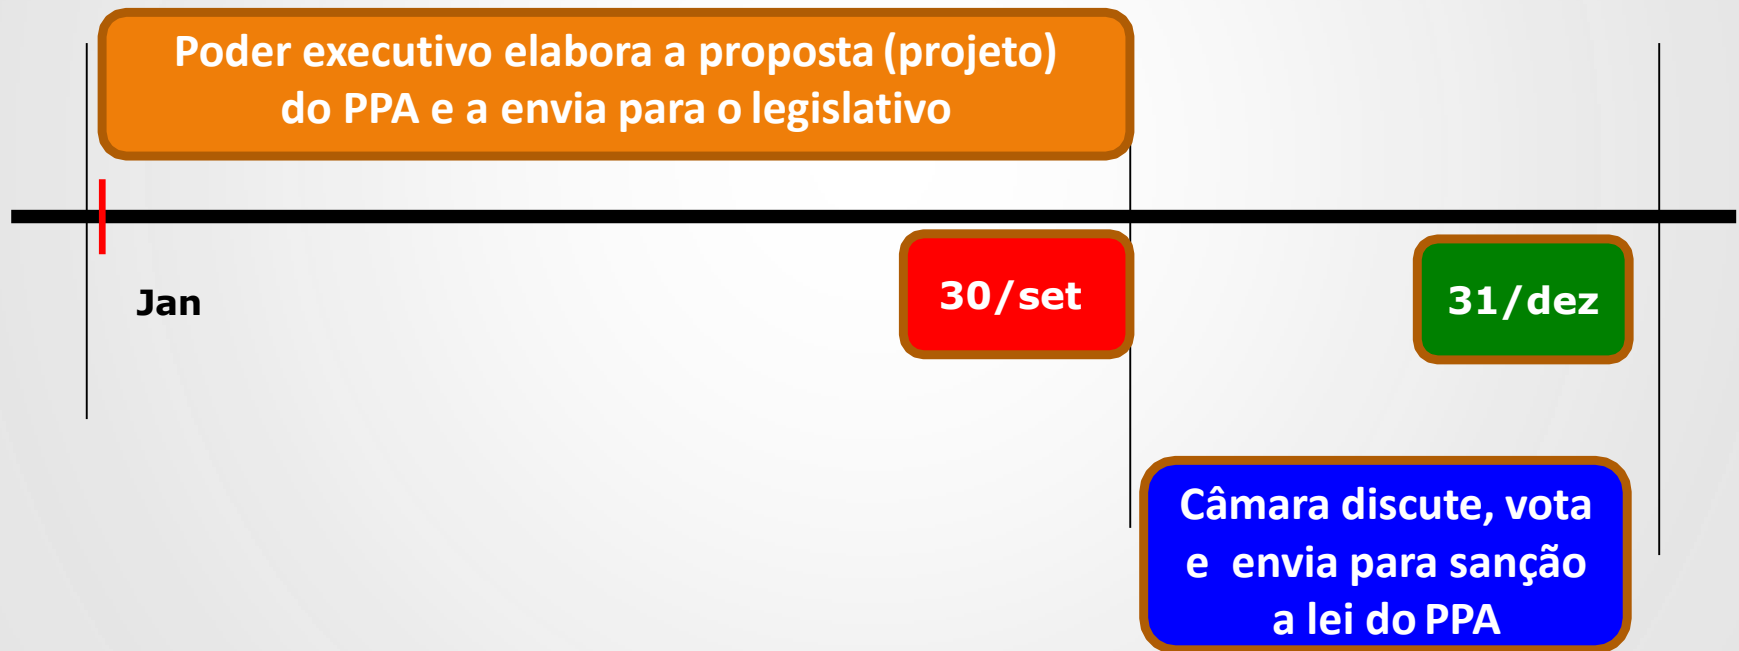 Poder executivo elabora a proposta (projeto)
do PPA e a envia para o legislativo
Jan
30/set
31/dez
Câmara discute, vota
e envia para sanção
a lei do PPA